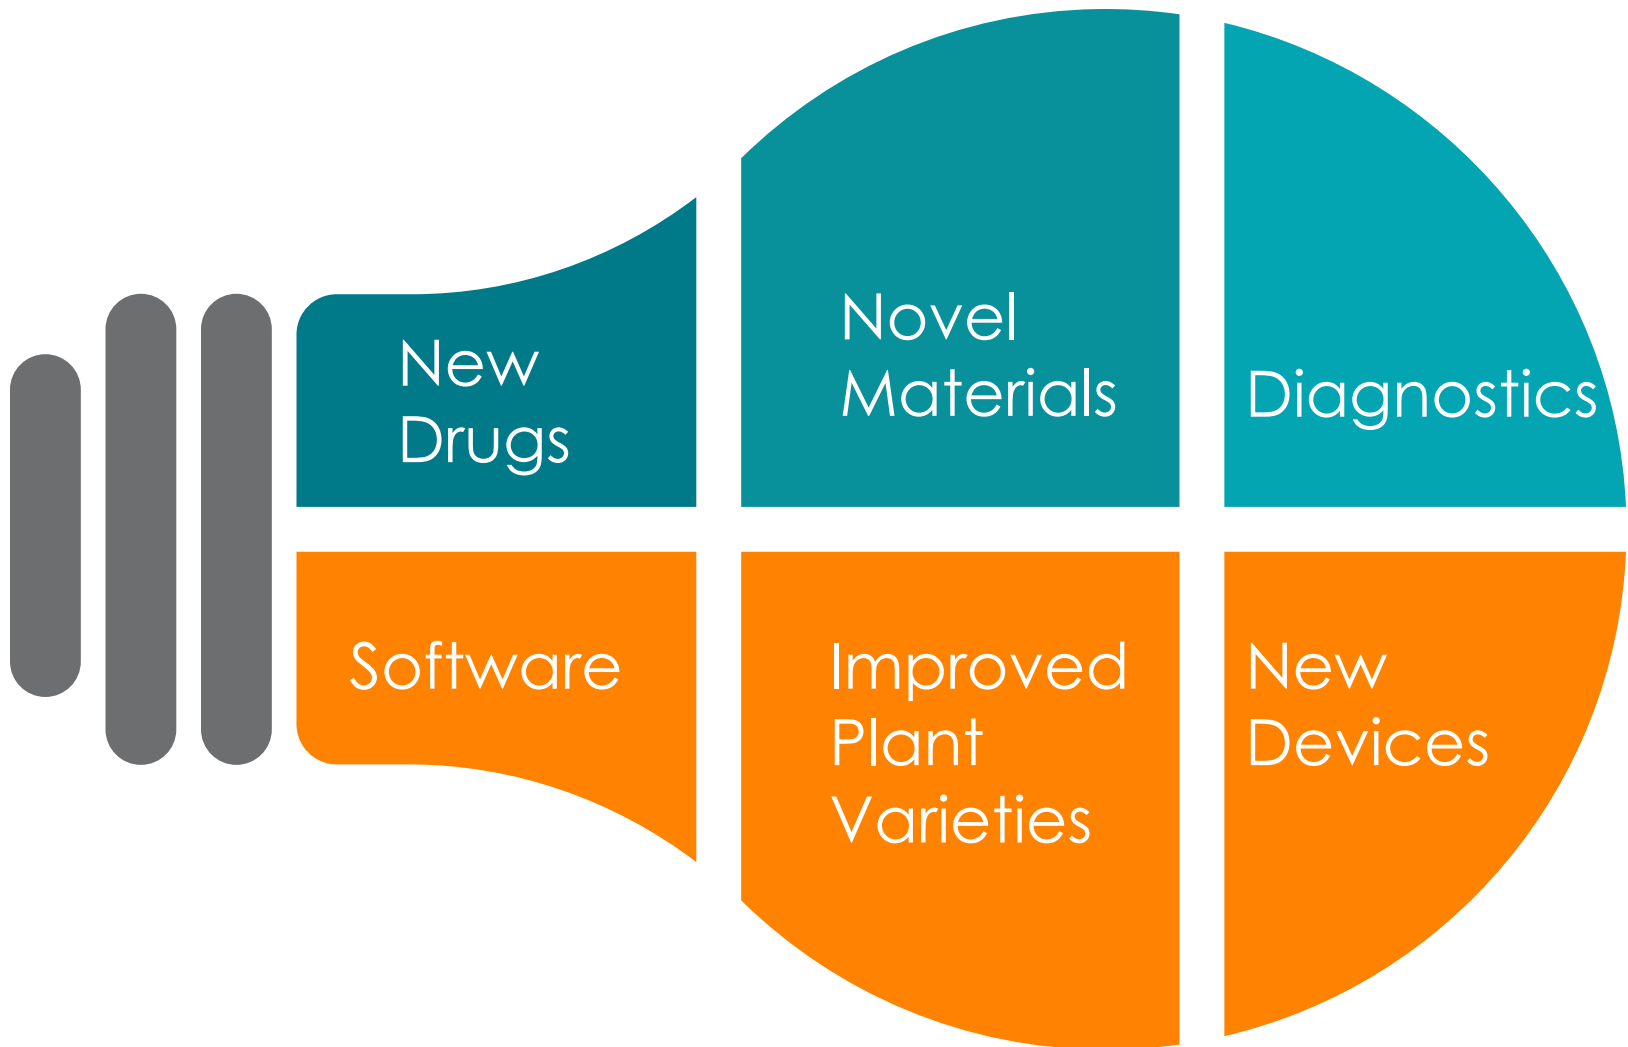 New
Drugs
Novel
Materials
Diagnostics
Software
Improved
Plant
Varieties
New
Devices